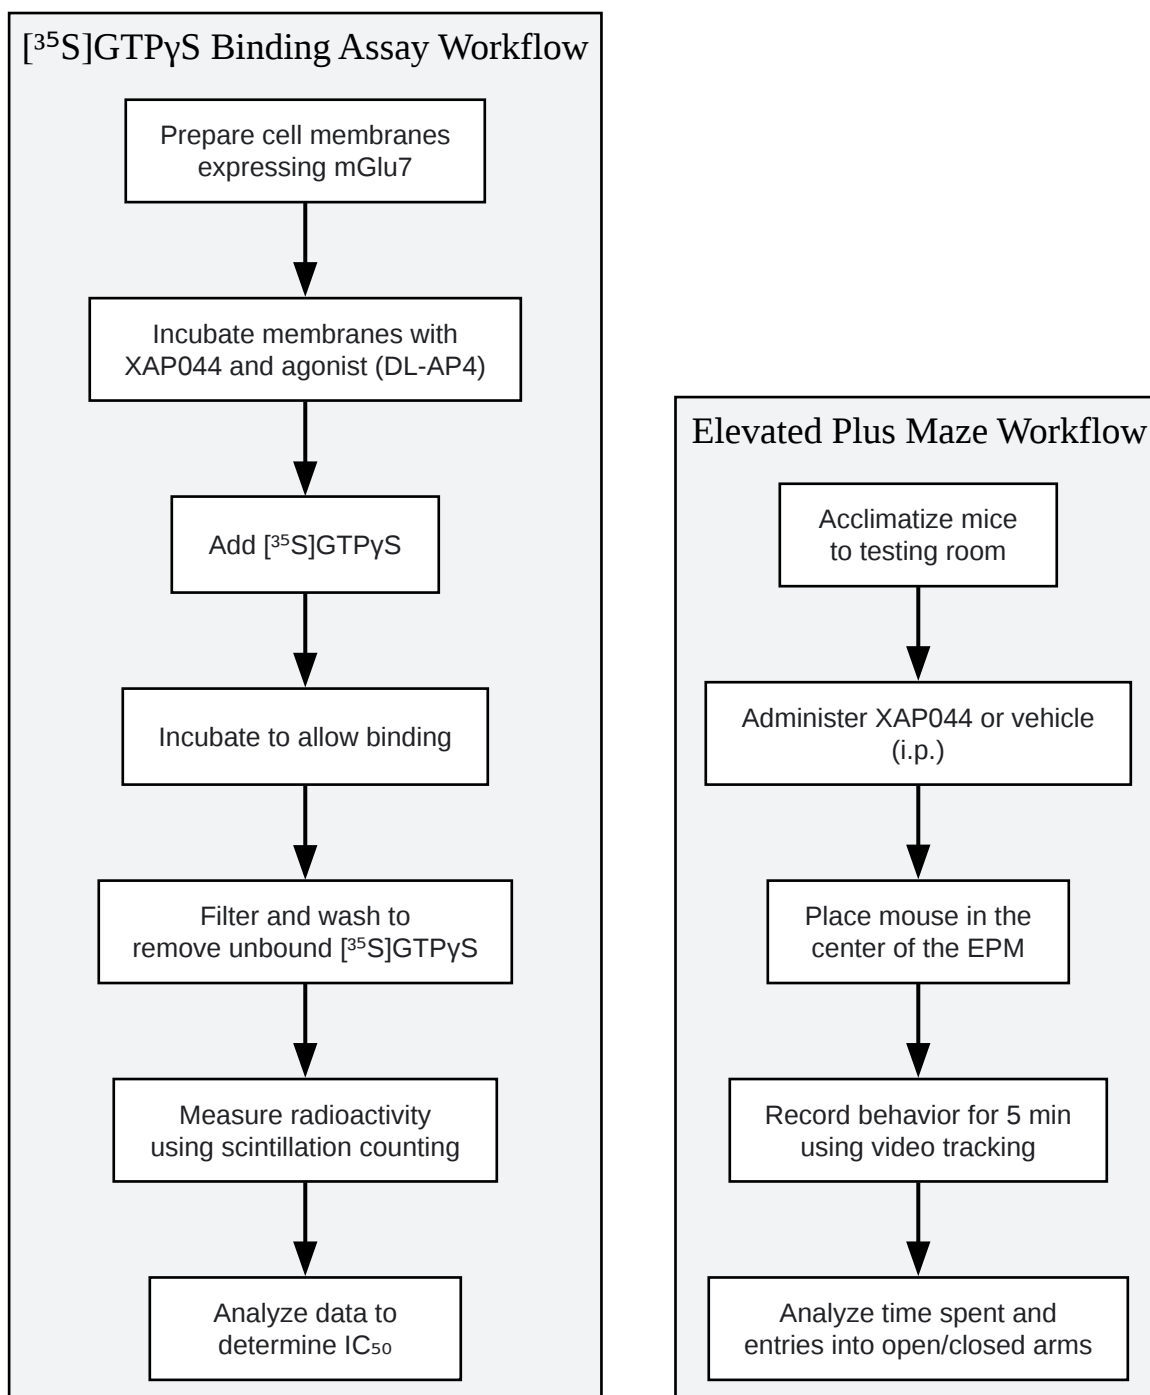 [³⁵S]GTPγS Binding Assay Workflow
Prepare cell membranes
expressing mGlu7
Incubate membranes with
XAP044 and agonist (DL-AP4)
Add [³⁵S]GTPγS
Incubate to allow binding
Filter and wash to
remove unbound [³⁵S]GTPγS
Measure radioactivity
using scintillation counting
Analyze data to
determine IC₅₀
Elevated Plus Maze Workflow
Acclimatize mice
to testing room
Administer XAP044 or vehicle
(i.p.)
Place mouse in the
center of the EPM
Record behavior for 5 min
using video tracking
Analyze time spent and
entries into open/closed arms